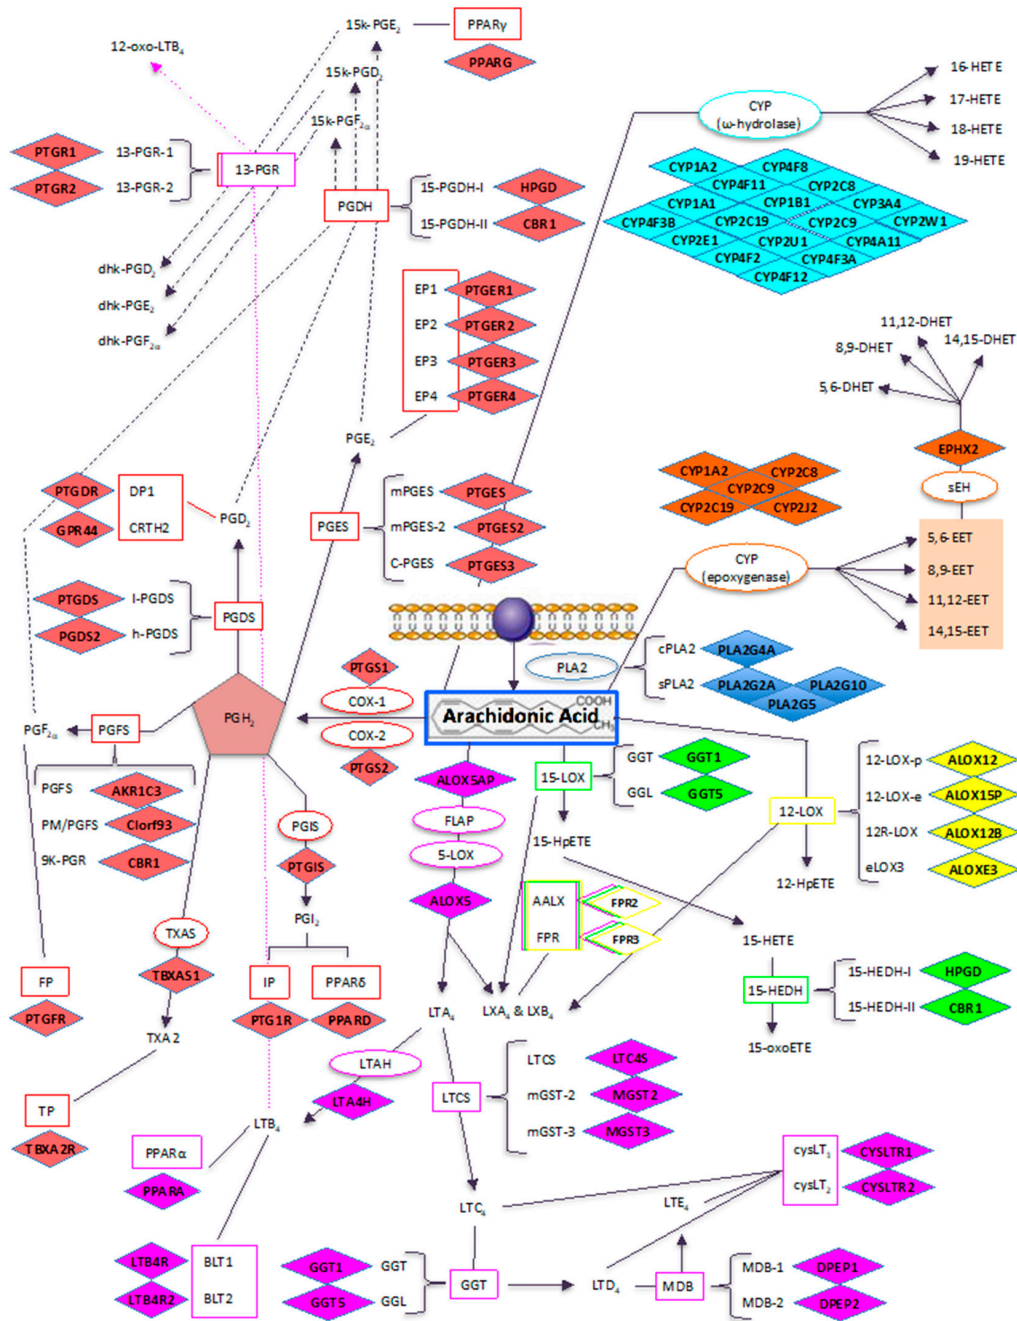 15k-PGE2
PPARγ
PPARG
12-oxo-LTB4
15k-PGD2
15k-PGF2α
PTGR1
13-PGR-1
PTGR2
13-PGR-2
13-PGR
PGDH
15-PGDH-I
HPGD
15-PGDH-II
CBR1
CYP
(ω-hydrolase)
16-HETE
17-HETE
18-HETE
19-HETE
CYP1A2
CYP4F8
CYP4F11
CYP2C8
CYP1A1
CYP1B1
CYP3A4
CYP4F3B
CYP2C19
CYP2C9
CYP2W1
CYP2E1
CYP2U1
CYP4A11
CYP4F2
CYP4F3A
CYP4F12
dhk-PGD2
dhk-PGE2
dhk-PGF2α
EP1
PTGER1
EP2
PTGER2
EP3
PTGER3
EP4
PTGER4
PGE2
11,12-DHET
14,15-DHET
8,9-DHET
5,6-DHET
EPHX2
sEH
PTGDR
DP1
GPR44
CRTH2
PGD2
PGES
mPGES
PTGES
mPGES-2
PTGES2
C-PGES
PTGES3
CYP1A2
CYP2C8
CYP2C9
CYP2C19
CYP2J2
CYP
(epoxygenase)
5,6-EET
8,9-EET
11,12-EET
14,15-EET
PTGDS
l-PGDS
PGDS2
h-PGDS
PGDS
PLA2
cPLA2
PLA2G4A
sPLA2
PLA2G2A
PLA2G10
PLA2G5
PTGS1
COX-1
COX-2
PTGS2
COOH
Arachidonic Acid
CH3
PGH2
PGF2α
PGFS
PGFS
AKR1C3
PM/PGFS
Clorf93
9K-PGR
CBR1
PGIS
PTGIS
PGI2
ALOX5AP
FLAP
5-LOX
ALOX5
15-LOX
GGT
GGT1
GGL
GGT5
15-HpETE
12-LOX
12-LOX-p
ALOX12
12-LOX-e
ALOX15P
12R-LOX
ALOX12B
eLOX3
ALOXE3
12-HpETE
AALX
FPR2
FPR
FPR3
15-HETE
15-HEDH
15-HEDH-I
HPGD
15-HEDH-II
CBR1
15-oxoETE
TXAS
TBXAS1
TXA2
FP
PTGFR
IP
PTG1R
PPARδ
PPARD
LTA4
LXA4 & LXB4
LTAH
LTA4H
LTCS
LTCS
LTC4S
mGST-2
MGST2
mGST-3
MGST3
TP
TBXA2R
LTB4
PPARα
PPARA
LTB4R
BLT1
LTB4R2
BLT2
LTC4
LTE4
cysLT1
CYSLTR1
cysLT2
CYSLTR2
GGT1
GGT
GGT5
GGL
GGT
LTD4
MDB
MDB-1
DPEP1
MDB-2
DPEP2